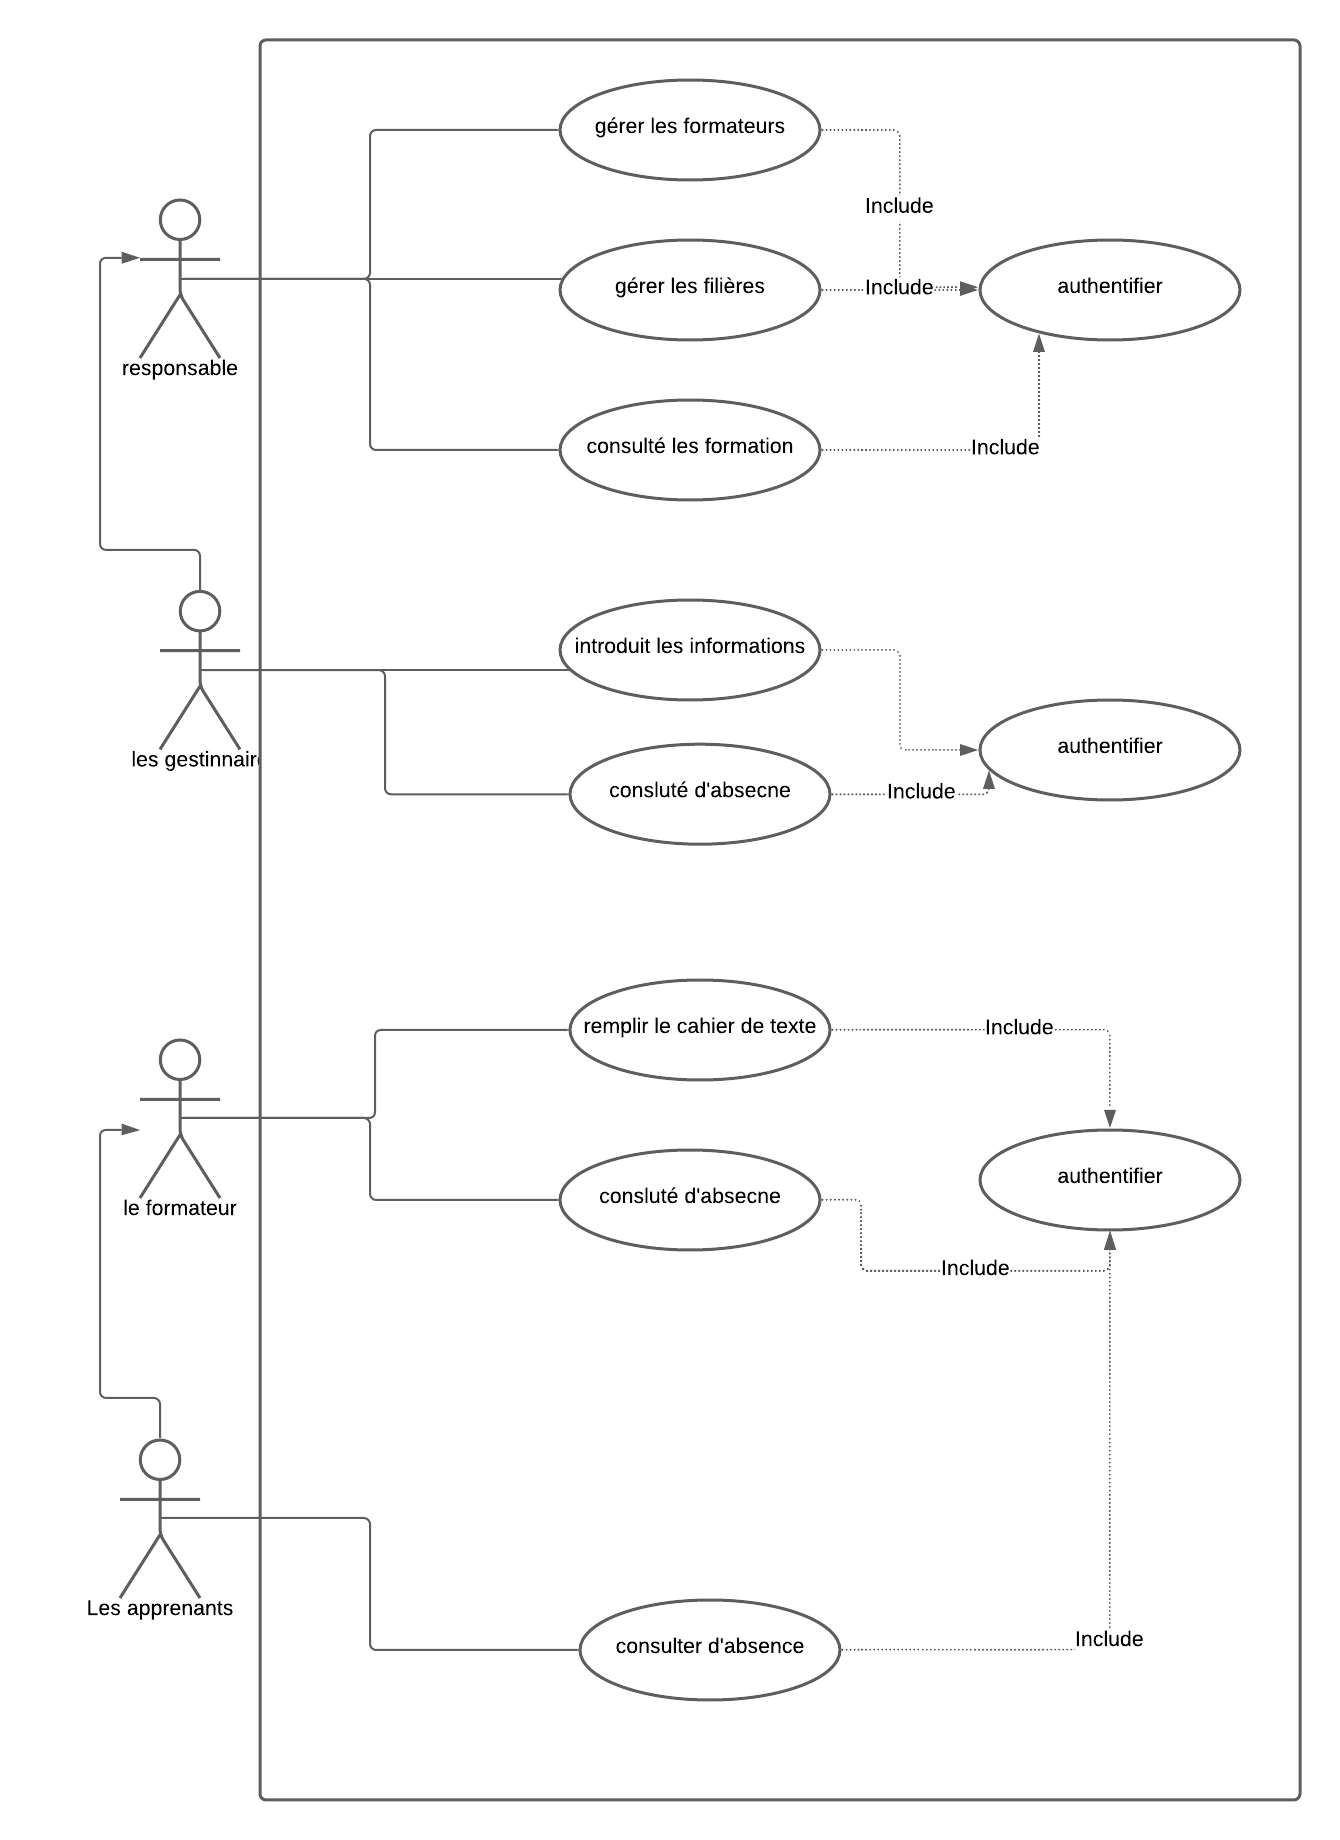 gérer les formateurs
Include
gérer les filières
Include
authentifier
responsable
consulté les formation
Include
introduit les informations
les gestinnair
authentifier
consluté d'absecne
Include
remplir le cahier de texte
Include
authentifier
consluté d'absecne
le formateur
Include
Les apprenants
consulter d'absence
Include